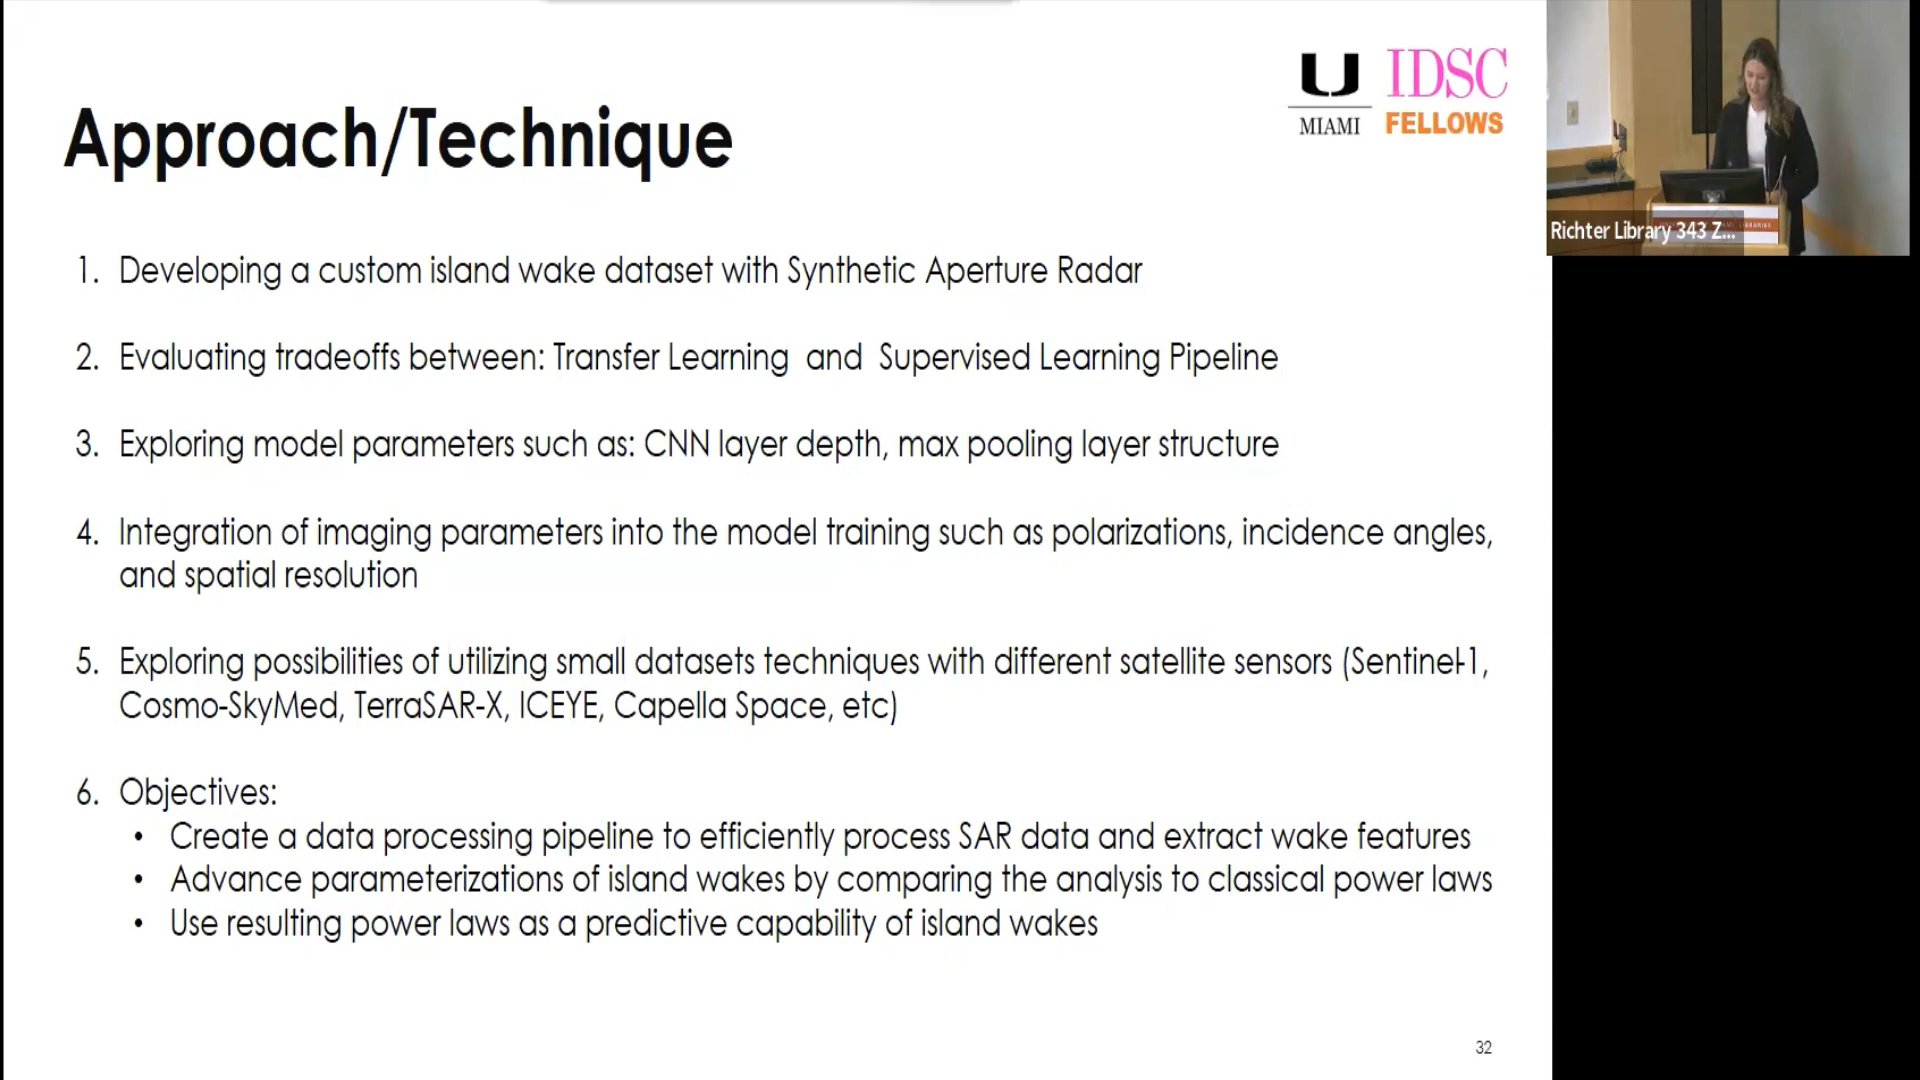 U
MIAMI
IDSC
FELLOWS
Approach/Technique
1. Developing a custom island wake dataset with Synthetic Aperture Radar
2. Evaluating tradeoffs between: Transfer Learning and Supervised Learning Pipeline
3. Exploring model parameters such as: CNN layer depth, max pooling layer structure
4. Integration of imaging parameters into the model training such as polarizations, incidence angles,
and spatial resolution
5. Exploring possibilities of utilizing small datasets techniques with different satellite sensors (Sentinel-1,
Cosmo-SkyMed, TerraSAR-X, ICEYE, Capella Space, etc)
6. Objectives:
• Create a data processing pipeline to efficiently process SAR data and extract wake features
• Advance parameterizations of island wakes by comparing the analysis to classical power laws
• Use resulting power laws as a predictive capability of island wakes
32
Richter Library 343 Z...
LIBRARIES